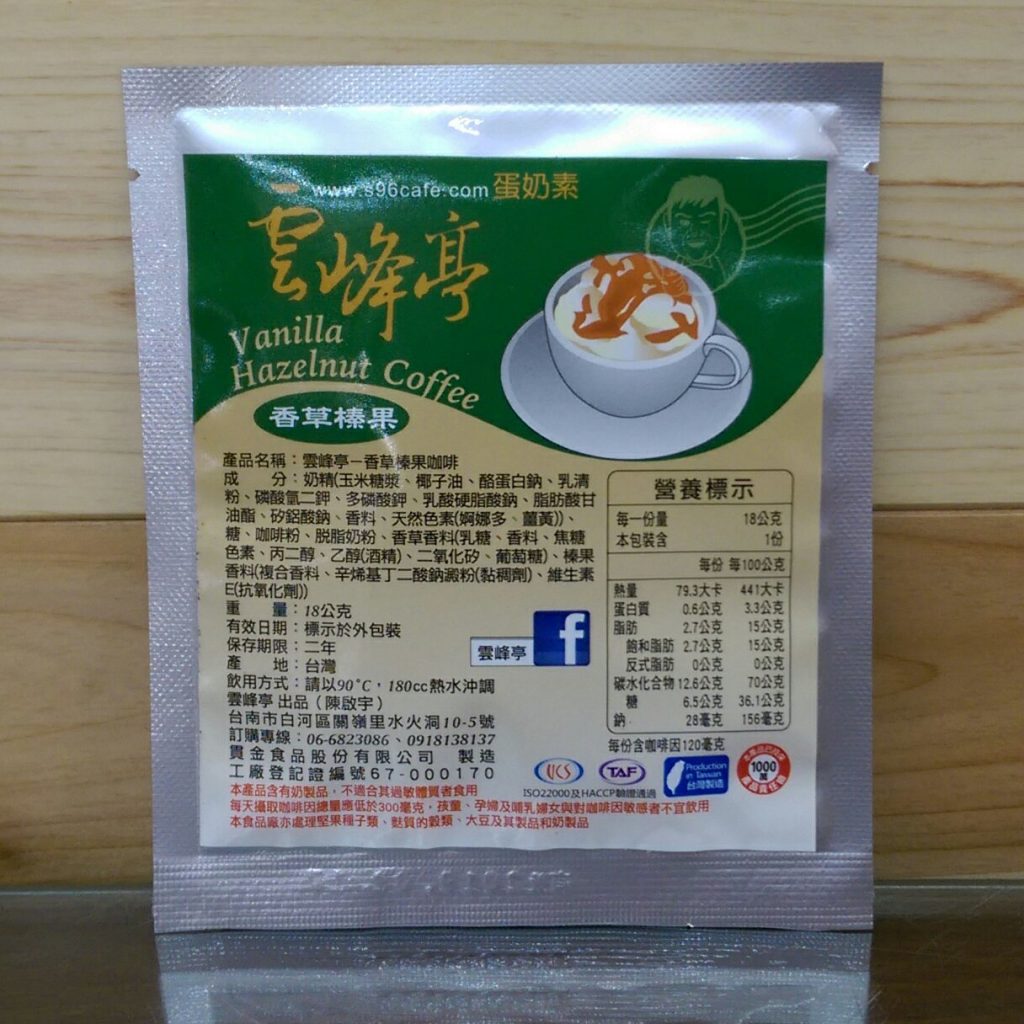 www.s96cafe.com 蛋奶素
雲峰亭
Vanilla
Hazelnut Coffee
香草榛果
產品名稱：雲峰亭－香草榛果咖啡
成　　分：奶精(玉米糖漿、椰子油、酪蛋白鈉、乳清
粉、磷酸氫二鉀、多磷酸鉀、乳酸硬脂酸鈉、脂肪酸甘
油酯、矽鋁酸鈉、香料、天然色素(婀娜多、薑黃))、
糖、咖啡粉、脫脂奶粉、香草香料(乳糖、香料、焦糖
色素、丙二醇、乙醇(酒精)、二氧化矽、葡萄糖)、榛果
香料(複合香料、辛烯基丁二酸鈉澱粉(黏稠劑)、維生素
E(抗氧化劑))
重　　量：18公克
有效日期：標示於外包裝
保存期限：二年
產　　地：台灣
飲用方式：請以90°C，180cc熱水沖調
雲峰亭 出品（陳啟宇）
台南市白河區關嶺里水火洞10-5號
訂購專線：06-6823086、0918138137
貫金食品股份有限公司　製造
工廠登記證編號67-000170
本產品含有奶製品，不適合其過敏體質者食用
每天攝取咖啡因總量應低於300毫克，孩童、孕婦及哺乳婦女與對咖啡因敏感者不宜飲用
本食品廠亦處理堅果種子類、麩質的穀類、大豆及其製品和奶製品
雲峰亭 f
營養標示
每一份量 18公克
本包裝含 1份
每份 每100公克
熱量 79.3大卡 441大卡
蛋白質 0.6公克 3.3公克
脂肪 2.7公克 15公克
飽和脂肪 2.7公克 15公克
反式脂肪 0公克 0公克
碳水化合物 12.6公克 70公克
糖 6.5公克 36.1公克
鈉 28毫克 156毫克
每份含咖啡因120毫克
UCS
TAF
ISO22000及HACCP驗證通過
Production
in Taiwan
台灣製造
1000
萬